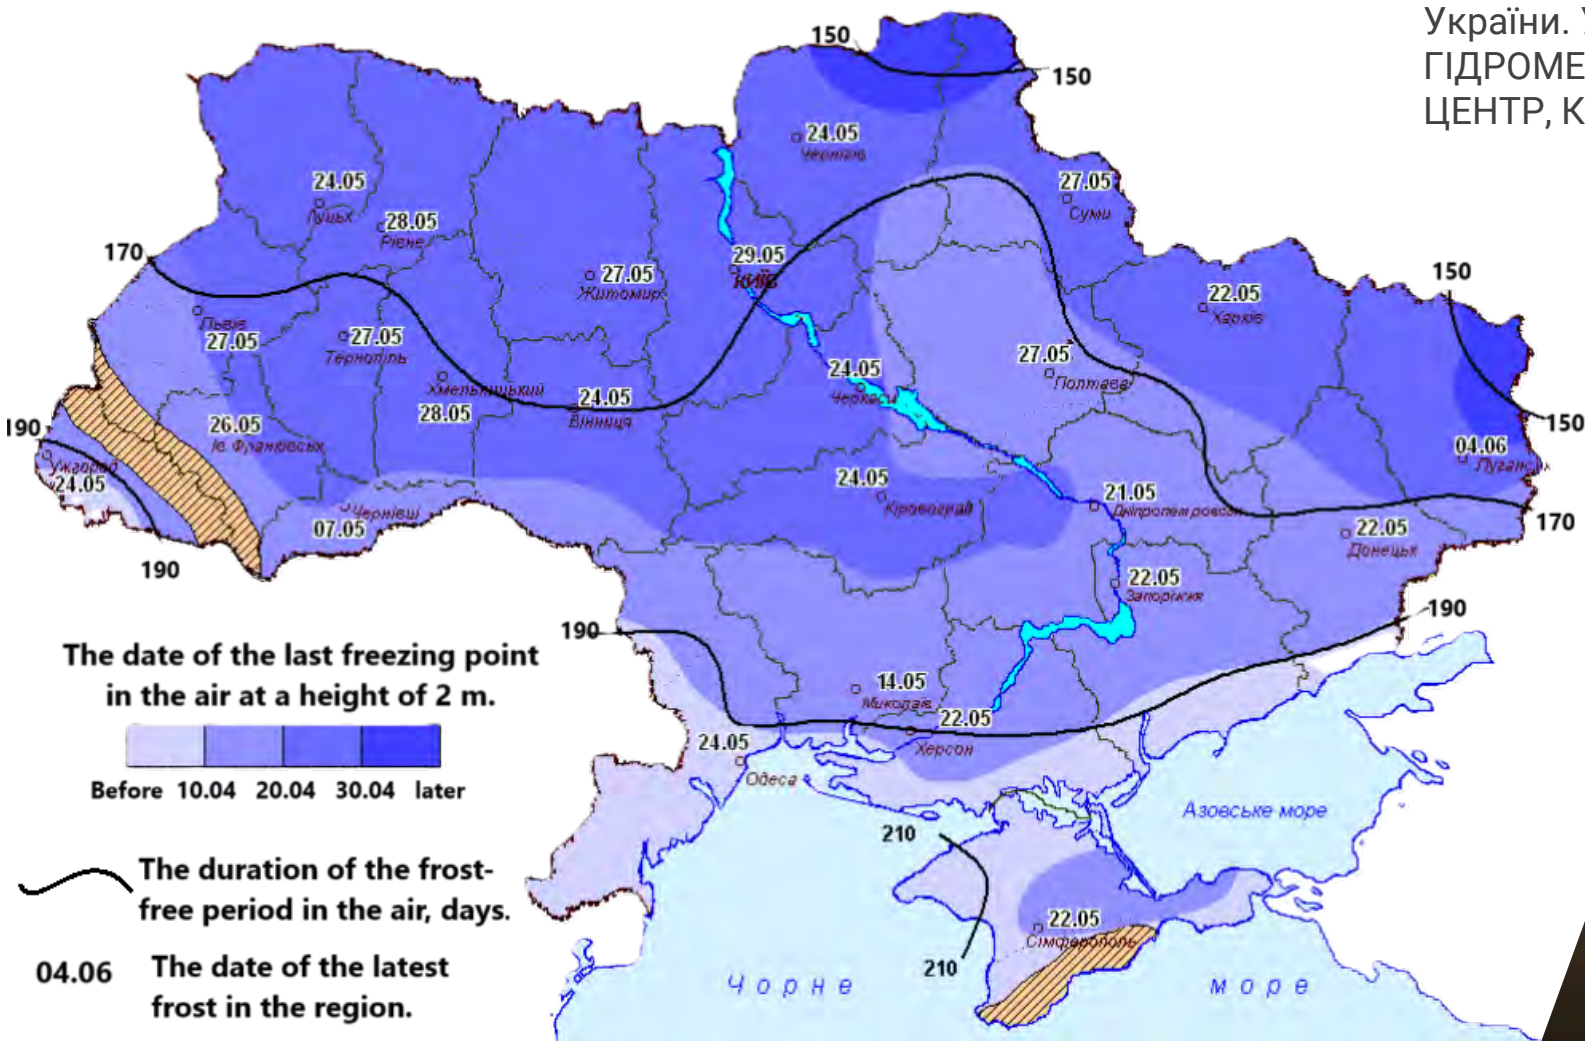 України. У
ГІДРОМЕ
ЦЕНТР, К
150
150
24.05
Чернігів
24.05
Луцьк
28.05
Рівне
27.05
Суми
170
29.05
КИЇВ
27.05
Житомир
150
22.05
Харків
Львів
27.05
27.05
Тернопіль
27.05
Полтава
24.05
Черкаси
Хмельницький
28.05
24.05
Вінниця
26.05
Ів. Франківськ
190
150
04.06
Луганськ
Ужгород
24.05
24.05
Кіровоград
21.05
Дніпропетровськ
Чернівці
07.05
170
22.05
Донецьк
190
22.05
Запоріжжя
190
190
The date of the last freezing point
in the air at a height of 2 m.
14.05
Миколаїв
22.05
Херсон
24.05
Одеса
Before 10.04 20.04 30.04 later
Азовське море
210
The duration of the frost-
free period in the air, days.
22.05
Сімферополь
210
04.06 The date of the latest
frost in the region.
Чорне море